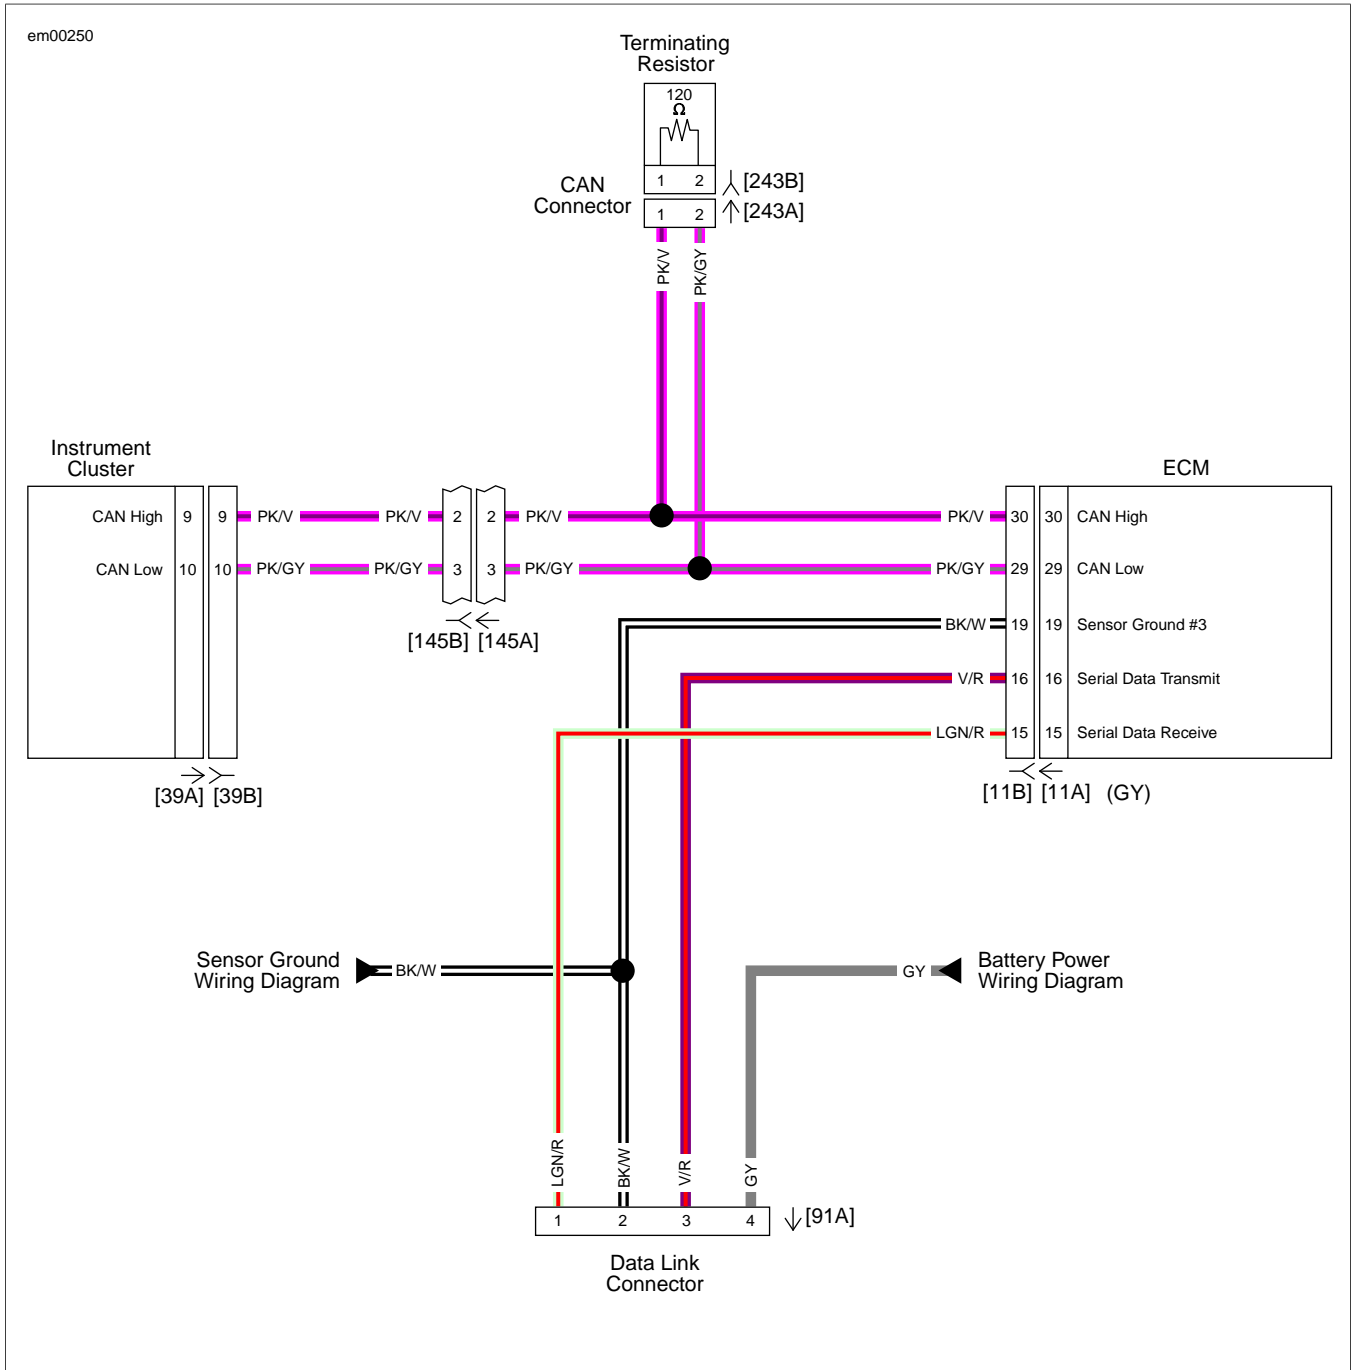 em00250
Terminating
Resistor
120
Ω
1 2 [243B]
CAN
Connector
1 2 [243A]
PK/V PK/GY
Instrument
Cluster
ECM
CAN High 9 9 PK/V PK/V 2 2 PK/V PK/V 30 30 CAN High
CAN Low 10 10 PK/GY PK/GY 3 3 PK/GY PK/GY 29 29 CAN Low
BK/W 19 19 Sensor Ground #3
[145B] [145A]
V/R 16 16 Serial Data Transmit
LGN/R 15 15 Serial Data Receive
[39A] [39B]
[11B] [11A] (GY)
Sensor Ground
Wiring Diagram
BK/W
GY
Battery Power
Wiring Diagram
LGN/R BK/W V/R GY
1 2 3 4 [91A]
Data Link
Connector